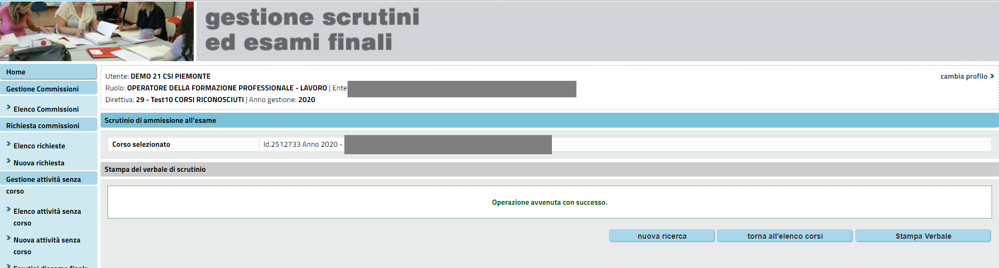 gestione scrutini
ed esami finali
Home
Gestione Commissioni
Elenco Commissioni
Richiesta commissioni
Elenco richieste
Nuova richiesta
Gestione attività senza
corso
Elenco attività senza
corso
Nuova attività senza
corso
Scrutini d'esame finale
Utente: DEMO 21 CSI PIEMONTE
cambia profilo
Ruolo: OPERATORE DELLA FORMAZIONE PROFESSIONALE - LAVORO | Ente
Direttiva: 29 - Test10 CORSI RICONOSCIUTI | Anno gestione: 2020
Scrutinio di ammissione all'esame
Corso selezionato
Id.2512733 Anno 2020 -
Stampa del verbale di scrutinio
Operazione avvenuta con successo.
nuova ricerca
torna all'elenco corsi
Stampa Verbale